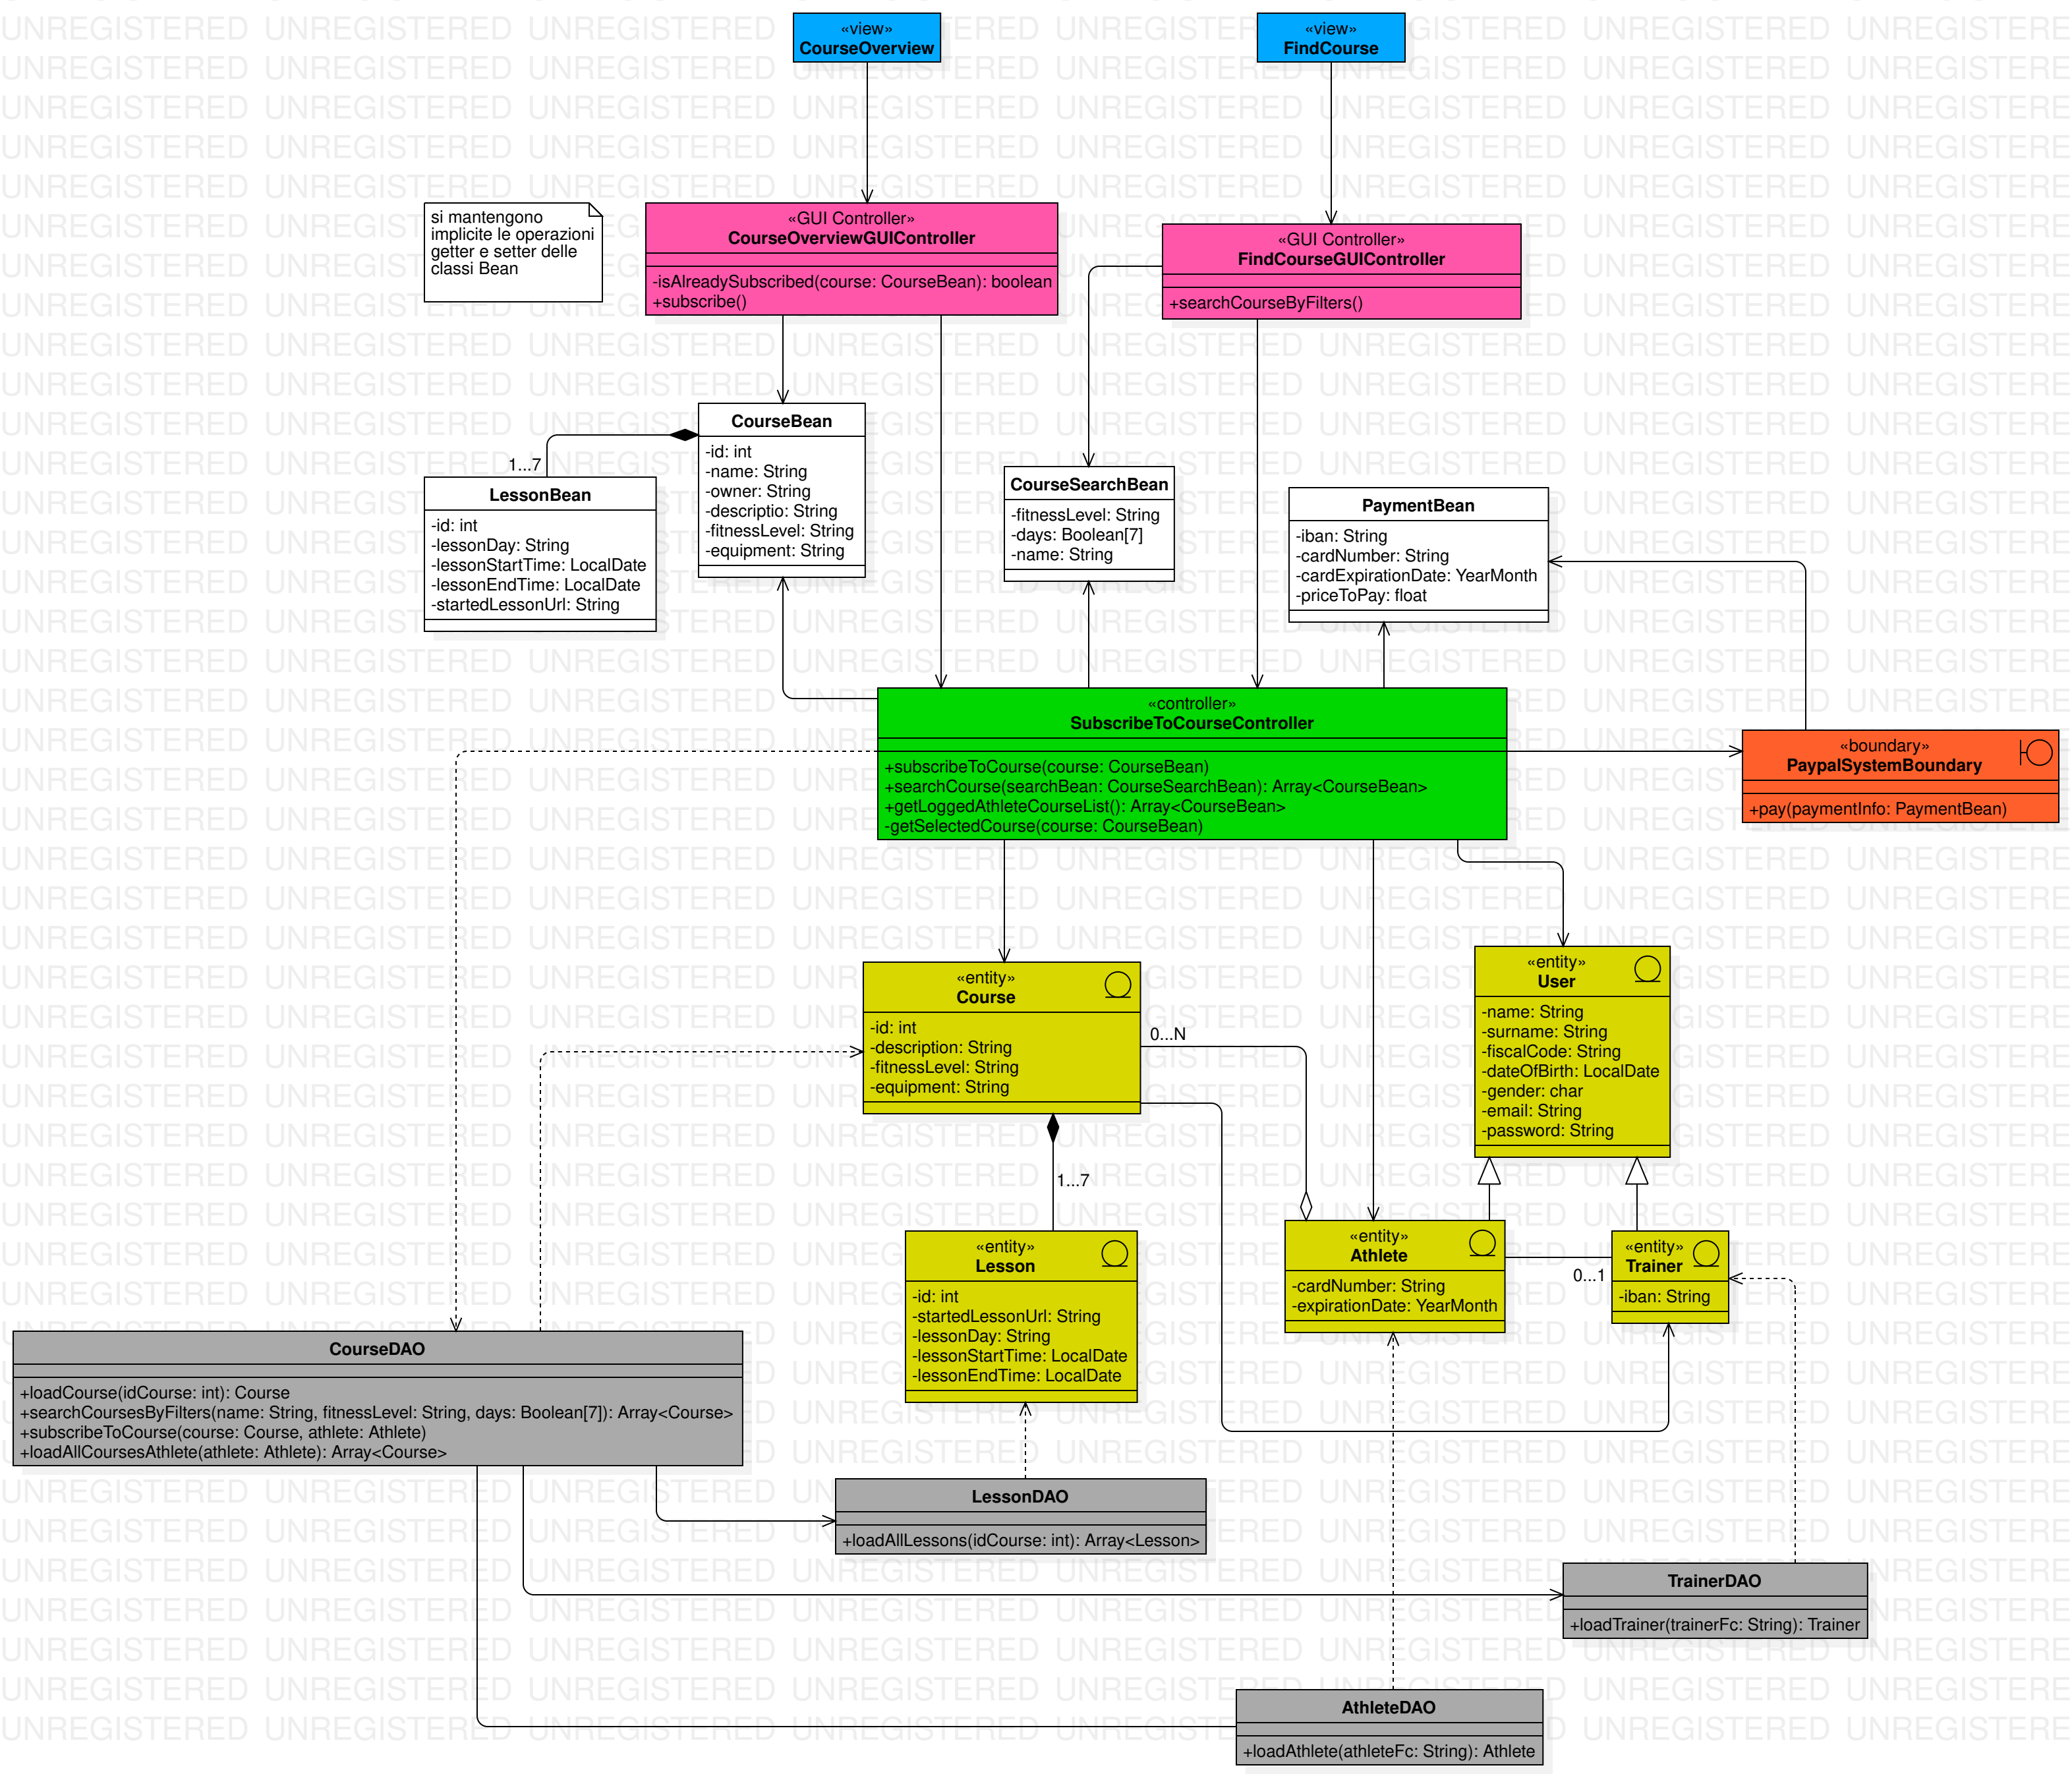 «view»
CourseOverview
«view»
FindCourse
si mantengono
implicite le operazioni
getter e setter delle
classi Bean
«GUI Controller»
CourseOverviewGUIController
-isAlreadySubscribed(course: CourseBean): boolean
+subscribe()
«GUI Controller»
FindCourseGUIController
+searchCourseByFilters()
CourseBean
-id: int
-name: String
-owner: String
-descriptio: String
-fitnessLevel: String
-equipment: String
1...7
LessonBean
-id: int
-lessonDay: String
-lessonStartTime: LocalDate
-lessonEndTime: LocalDate
-startedLessonUrl: String
CourseSearchBean
-fitnessLevel: String
-days: Boolean[7]
-name: String
PaymentBean
-iban: String
-cardNumber: String
-cardExpirationDate: YearMonth
-priceToPay: float
«controller»
SubscribeToCourseController
+subscribeToCourse(course: CourseBean)
+searchCourse(searchBean: CourseSearchBean): Array<CourseBean>
+getLoggedAthleteCourseList(): Array<CourseBean>
-getSelectedCourse(course: CourseBean)
«boundary»
PaypalSystemBoundary
+pay(paymentInfo: PaymentBean)
«entity»
Course
-id: int
-description: String
-fitnessLevel: String
-equipment: String
0...N
«entity»
User
-name: String
-surname: String
-fiscalCode: String
-dateOfBirth: LocalDate
-gender: char
-email: String
-password: String
1...7
«entity»
Lesson
-id: int
-startedLessonUrl: String
-lessonDay: String
-lessonStartTime: LocalDate
-lessonEndTime: LocalDate
«entity»
Athlete
-cardNumber: String
-expirationDate: YearMonth
0...1
«entity»
Trainer
-iban: String
CourseDAO
+loadCourse(idCourse: int): Course
+searchCoursesByFilters(name: String, fitnessLevel: String, days: Boolean[7]): Array<Course>
+subscribeToCourse(course: Course, athlete: Athlete)
+loadAllCoursesAthlete(athlete: Athlete): Array<Course>
LessonDAO
+loadAllLessons(idCourse: int): Array<Lesson>
TrainerDAO
+loadTrainer(trainerFc: String): Trainer
AthleteDAO
+loadAthlete(athleteFc: String): Athlete
UNREGISTERED